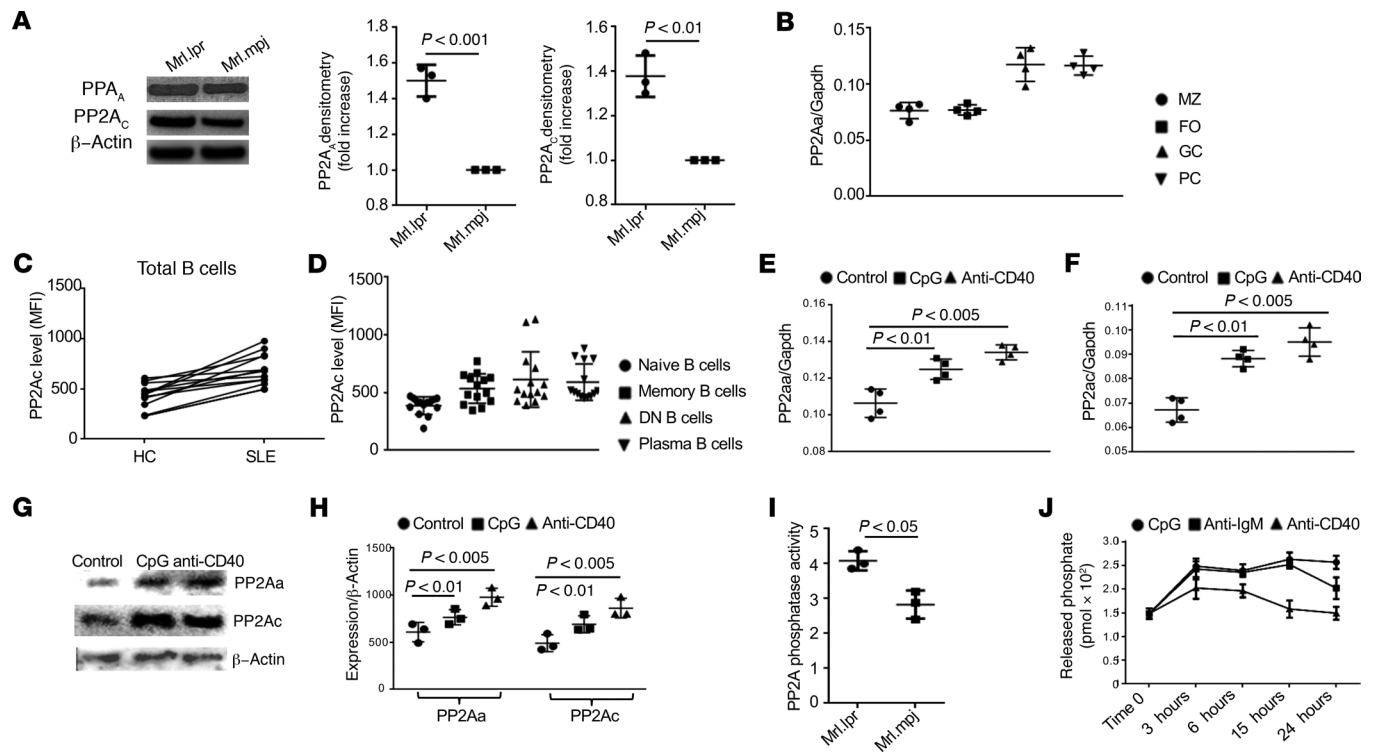 A
Mrl.lpr
Mrl.mpj
PPA_A
PP2A_C
β-Actin
PP2A_A densitometry
(fold increase)
1.8
1.6
1.4
1.2
1.0
0.8
P < 0.001
Mrl.lpr
Mrl.mpj
PP2A_C densitometry
(fold increase)
1.6
1.4
1.2
1.0
0.8
P < 0.01
Mrl.lpr
Mrl.mpj
B
PP2Aa/Gapdh
0.15
0.10
0.05
0.00
MZ
FO
GC
PC
C
Total B cells
PP2Ac level (MFI)
1500
1000
500
0
HC
SLE
D
PP2Ac level (MFI)
1500
1000
500
0
Naive B cells
Memory B cells
DN B cells
Plasma B cells
E
Control
CpG
Anti-CD40
PP2aa/Gapdh
0.16
0.14
0.12
0.10
0.08
P < 0.005
P < 0.01
F
Control
CpG
Anti-CD40
PP2ac/Gapdh
0.11
0.10
0.09
0.08
0.07
0.06
0.05
P < 0.005
P < 0.01
G
Control
CpG anti-CD40
PP2Aa
PP2Ac
β-Actin
H
Control
CpG
Anti-CD40
Expression/β-Actin
1500
1000
500
0
P < 0.005
P < 0.01
P < 0.005
P < 0.01
PP2Aa
PP2Ac
I
PP2A phosphatase activity
5
4
3
2
1
0
P < 0.05
Mrl.lpr
Mrl.mpj
J
CpG
Anti-IgM
Anti-CD40
Released phosphate
(pmol × 10²)
3.0
2.5
2.0
1.5
1.0
0.5
0
Time 0
3 hours
6 hours
15 hours
24 hours